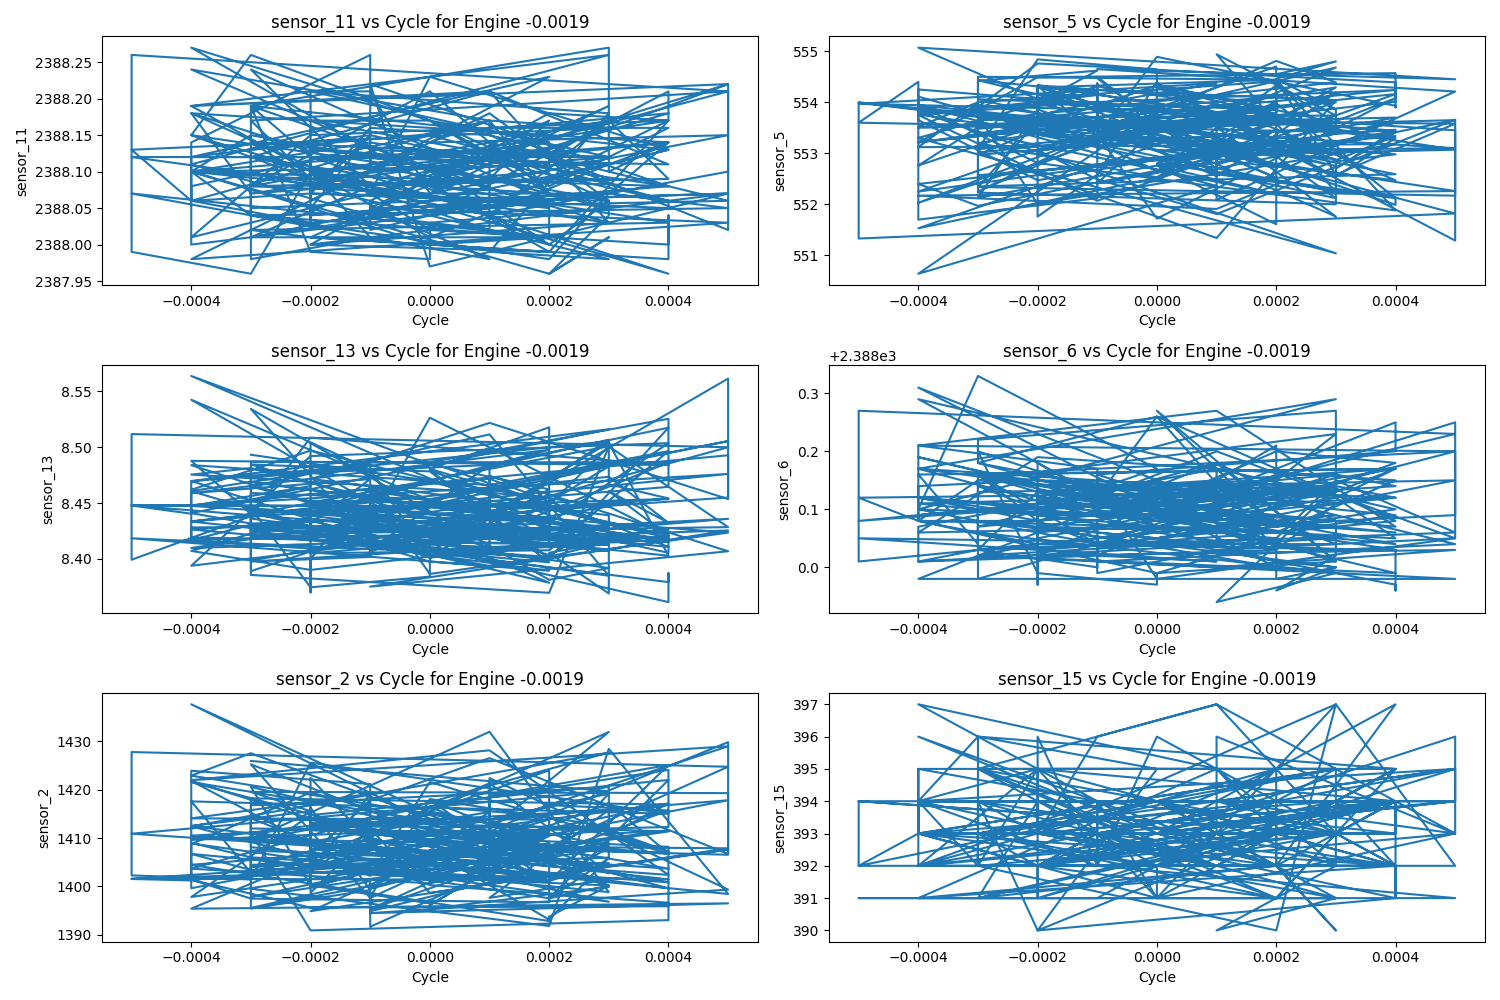 sensor_11 vs Cycle for Engine -0.0019
sensor_11
2388.25
2388.20
2388.15
2388.10
2388.05
2388.00
2387.95
−0.0004 −0.0002 0.0000 0.0002 0.0004
Cycle
sensor_5 vs Cycle for Engine -0.0019
sensor_5
555
554
553
552
551
−0.0004 −0.0002 0.0000 0.0002 0.0004
Cycle
sensor_13 vs Cycle for Engine -0.0019
sensor_13
8.55
8.50
8.45
8.40
−0.0004 −0.0002 0.0000 0.0002 0.0004
Cycle
sensor_6 vs Cycle for Engine -0.0019
+2.388e3
sensor_6
0.3
0.2
0.1
0.0
−0.0004 −0.0002 0.0000 0.0002 0.0004
Cycle
sensor_2 vs Cycle for Engine -0.0019
sensor_2
1430
1420
1410
1400
1390
−0.0004 −0.0002 0.0000 0.0002 0.0004
Cycle
sensor_15 vs Cycle for Engine -0.0019
sensor_15
397
396
395
394
393
392
391
390
−0.0004 −0.0002 0.0000 0.0002 0.0004
Cycle